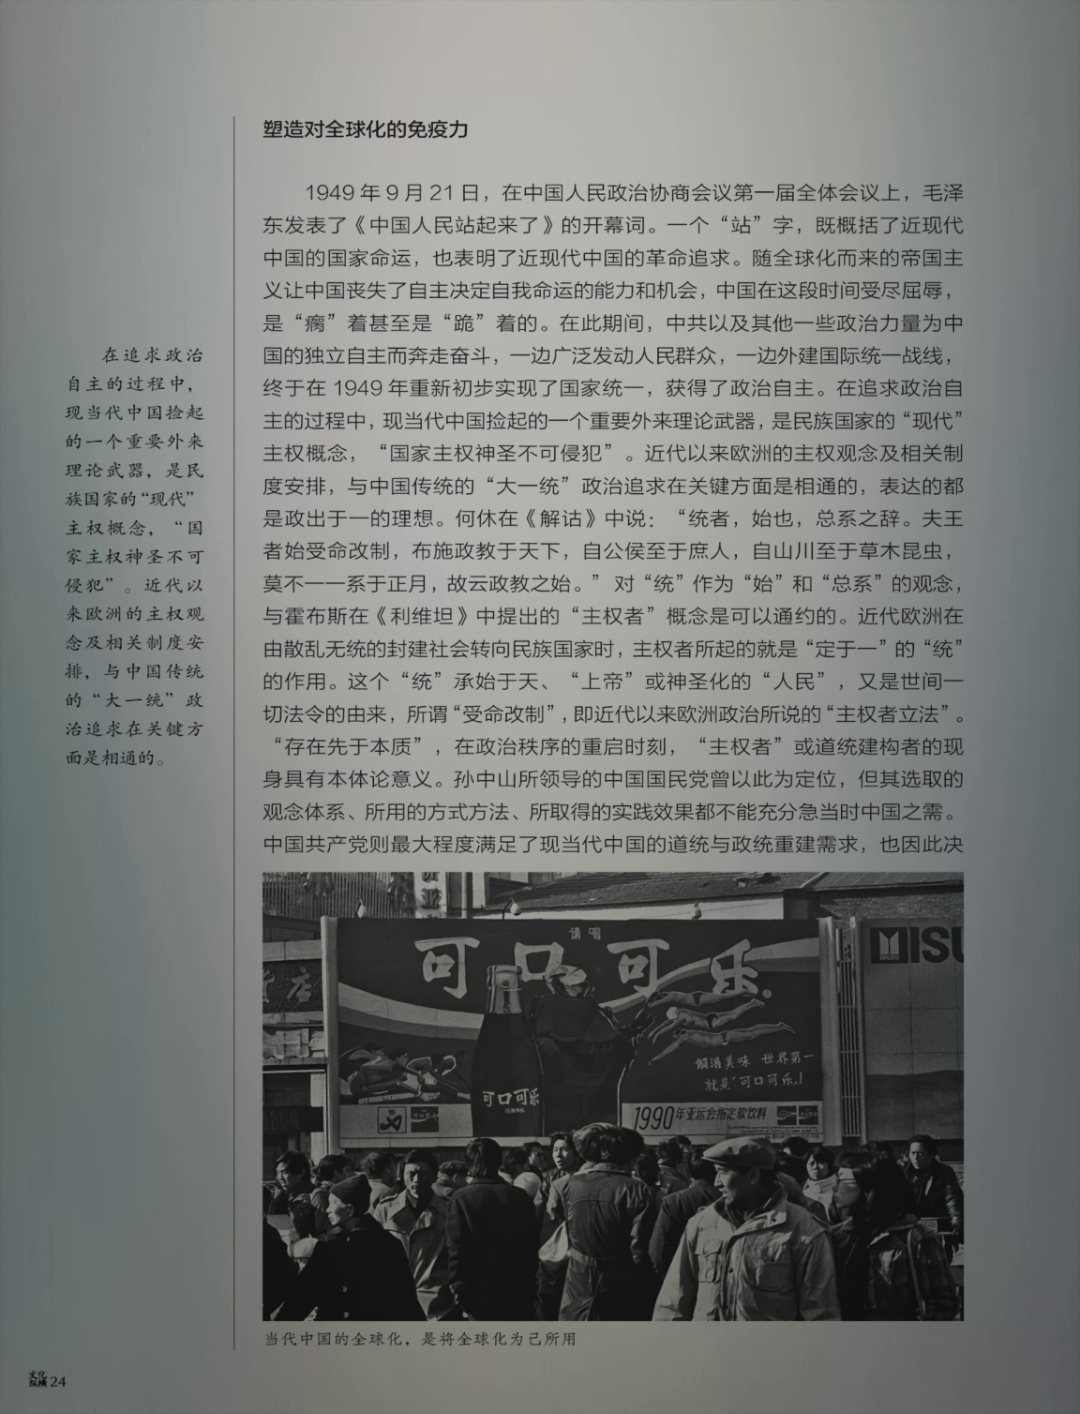 塑造对全球化的免疫力
1949 年 9 月 21 日，在中国人民政治协商会议第一届全体会议上，毛泽
东发表了《中国人民站起来了》的开幕词。一个“站”字，既概括了近现代
中国的国家命运，也表明了近现代中国的革命追求。随全球化而来的帝国主
义让中国丧失了自主决定自我命运的能力和机会，中国在这段时间受尽屈辱，
是“瘸”着甚至是“跪”着的。在此期间，中共以及其他一些政治力量为中
国的独立自主而奔走奋斗，一边广泛发动人民群众，一边外建国际统一战线，
终于在 1949 年重新初步实现了国家统一，获得了政治自主。在追求政治自
主的过程中，现当代中国捡起的一个重要外来理论武器，是民族国家的“现代”
主权概念，“国家主权神圣不可侵犯”。近代以来欧洲的主权观念及相关制
度安排，与中国传统的“大一统”政治追求在关键方面是相通的，表达的都
是政出于一的理想。何休在《解诂》中说：“统者，始也，总系之辞。夫王
者始受命改制，布施政教于天下，自公侯至于庶人，自山川至于草木昆虫，
莫不一一系于正月，故云政教之始。”对“统”作为“始”和“总系”的观念，
与霍布斯在《利维坦》中提出的“主权者”概念是可以通约的。近代欧洲在
由散乱无统的封建社会转向民族国家时，主权者所起的就是“定于一”的“统”
的作用。这个“统”承始于天、“上帝”或神圣化的“人民”，又是世间一
切法令的由来，所谓“受命改制”，即近代以来欧洲政治所说的“主权者立法”。
“存在先于本质”，在政治秩序的重启时刻，“主权者”或道统建构者的现
身具有本体论意义。孙中山所领导的中国国民党曾以此为定位，但其选取的
观念体系、所用的方式方法、所取得的实践效果都不能充分急当时中国之需。
中国共产党则最大程度满足了现当代中国的道统与政统重建需求，也因此决
在追求政治
自主的过程中，
现当代中国捡起
的一个重要外来
理论武器，是民
族国家的“现代”
主权概念，“国
家主权神圣不可
侵犯”。近代以
来欧洲的主权观
念及相关制度安
排，与中国传统
的“大一统”政
治追求在关键方
面是相通的。
请喝
可口可乐
MISU
店
解渴美味 世界第一
就是“可口可乐”！
可口可乐
1990年亚运会指定软饮料
当代中国的全球化，是将全球化为己所用
文化纵横 24